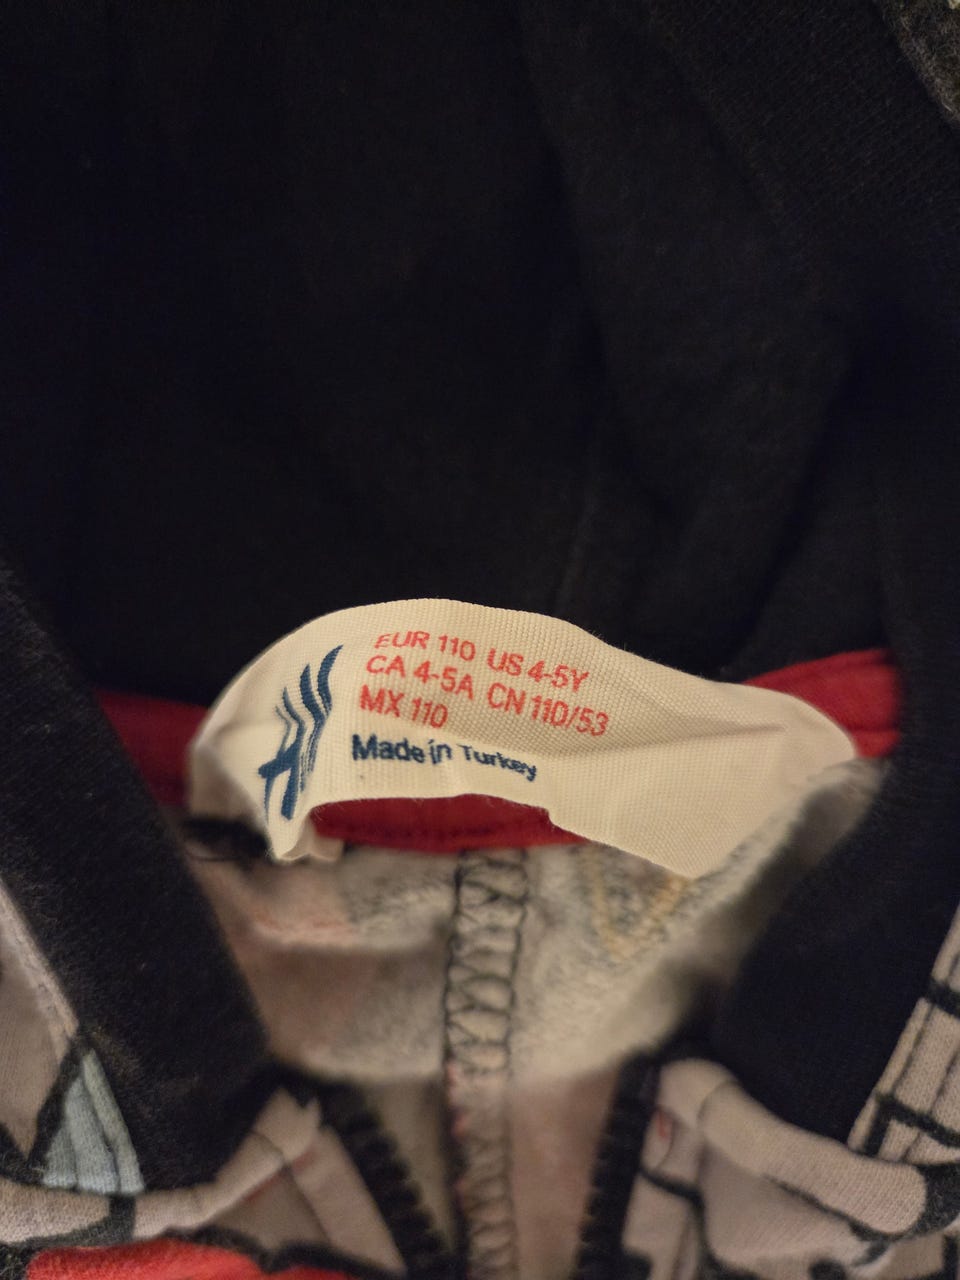 EUR 110 US 4-5Y
CA 4-5A CN 110/53
MX 110
Made in Turkey